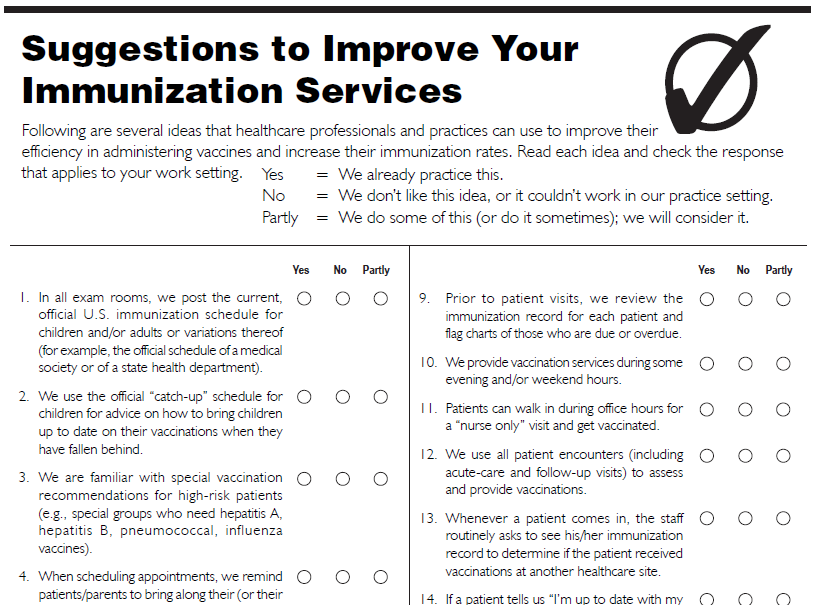 Suggestions to Improve Your
Immunization Services
Following are several ideas that healthcare professionals and practices can use to improve their
efficiency in administering vaccines and increase their immunization rates. Read each idea and check the response
that applies to your work setting. Yes = We already practice this.
No = We don't like this idea, or it couldn't work in our practice setting.
Partly = We do some of this (or do it sometimes); we will consider it.
Yes No Partly
1. In all exam rooms, we post the current,
official U.S. immunization schedule for
children and/or adults or variations thereof
(for example, the official schedule of a medical
society or of a state health department).
2. We use the official “catch-up” schedule for
children for advice on how to bring children
up to date on their vaccinations when they
have fallen behind.
3. We are familiar with special vaccination
recommendations for high-risk patients
(e.g., special groups who need hepatitis A,
hepatitis B, pneumococcal, influenza
vaccines).
4. When scheduling appointments, we remind
patients/parents to bring along their (or their
Yes No Partly
9. Prior to patient visits, we review the
immunization record for each patient and
flag charts of those who are due or overdue.
10. We provide vaccination services during some
evening and/or weekend hours.
11. Patients can walk in during office hours for
a “nurse only” visit and get vaccinated.
12. We use all patient encounters (including
acute-care and follow-up visits) to assess
and provide vaccinations.
13. Whenever a patient comes in, the staff
routinely asks to see his/her immunization
record to determine if the patient received
vaccinations at another healthcare site.
14. If a patient tells us “I'm up to date with my